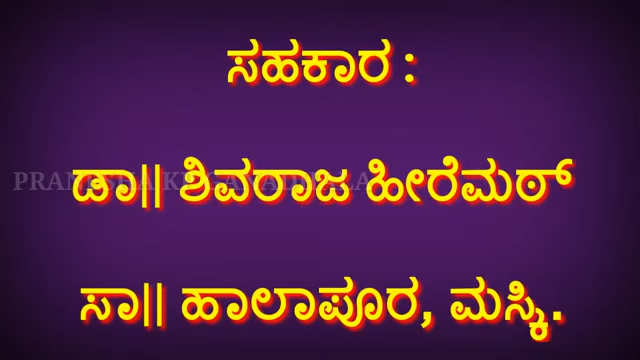 ಸಹಕಾರ :
ಡಾ|| ಶಿವರಾಜ ಹೀರೆಮಠ್
ಸಾ|| ಹಾಲಾಪೂರ, ಮಸ್ಕಿ.